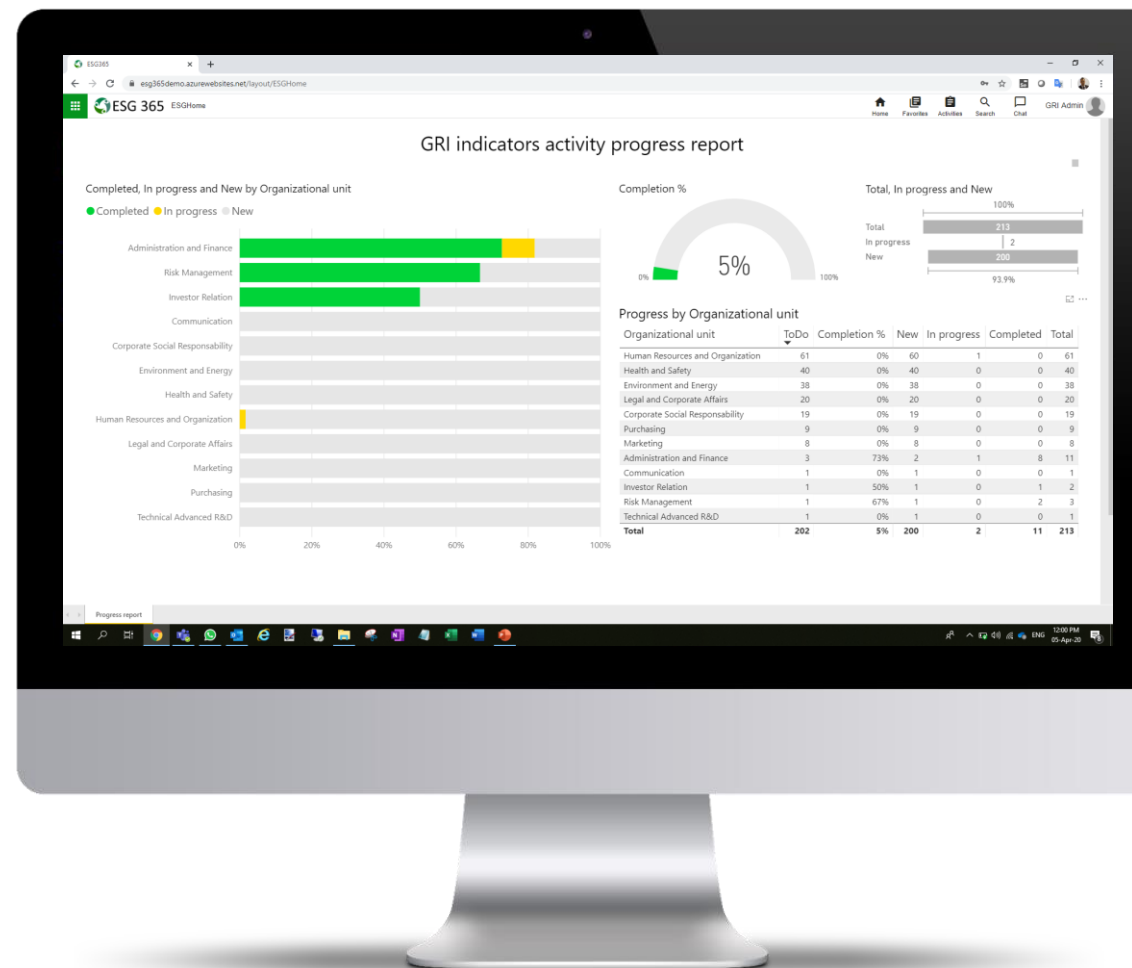 ESG365
esg365demo.azurewebsites.net/layout/ESGHome
ESG 365 ESGHome
Home Favorites Activities Search Chat GRI Admin
GRI indicators activity progress report
Completed, In progress and New by Organizational unit
Completed In progress New
Administration and Finance
Risk Management
Investor Relation
Communication
Corporate Social Responsability
Environment and Energy
Health and Safety
Human Resources and Organization
Legal and Corporate Affairs
Marketing
Purchasing
Technical Advanced R&D
0% 20% 40% 60% 80% 100%
Completion %
5%
0% 100%
Total, In progress and New
100%
Total 213
In progress 2
New 200
93.9%
Progress by Organizational unit
Organizational unit ToDo Completion % New In progress Completed Total
Human Resources and Organization 61 0% 60 1 0 61
Health and Safety 40 0% 40 0 0 40
Environment and Energy 38 0% 38 0 0 38
Legal and Corporate Affairs 20 0% 20 0 0 20
Corporate Social Responsability 19 0% 19 0 0 19
Purchasing 9 0% 9 0 0 9
Marketing 8 0% 8 0 0 8
Administration and Finance 3 73% 2 1 8 11
Communication 1 0% 1 0 0 1
Investor Relation 1 50% 1 0 1 2
Risk Management 1 67% 1 0 2 3
Technical Advanced R&D 1 0% 1 0 0 1
Total 202 5% 200 2 11 213
Progress report
ENG
12:00 PM
05-Apr-20